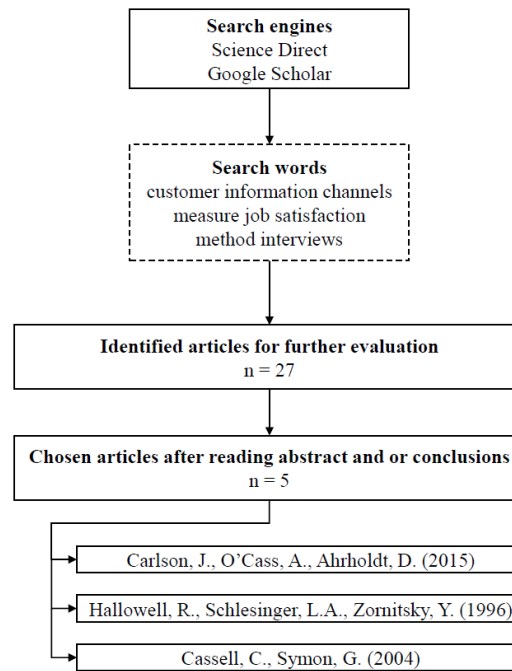 Search engines
Science Direct
Google Scholar
Search words
customer information channels
measure job satisfaction
method interviews
Identified articles for further evaluation
n = 27
Chosen articles after reading abstract and or conclusions
n = 5
Carlson, J., O’Cass, A., Ahrholdt, D. (2015)
Hallowell, R., Schlesinger, L.A., Zornitsky, Y. (1996)
Cassell, C., Symon, G. (2004)